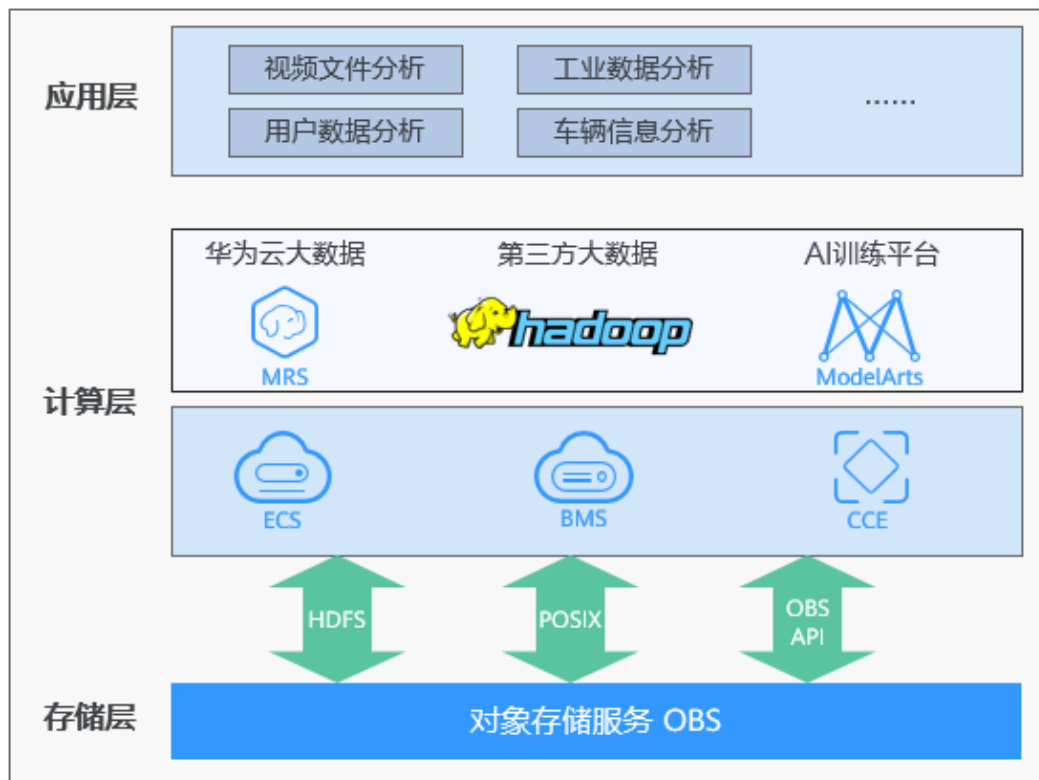 应用层
视频文件分析
工业数据分析
用户数据分析
车辆信息分析
......
计算层
华为云大数据
第三方大数据
AI训练平台
MRS
hadoop
ModelArts
ECS
BMS
CCE
HDFS
POSIX
OBS
API
存储层
对象存储服务 OBS